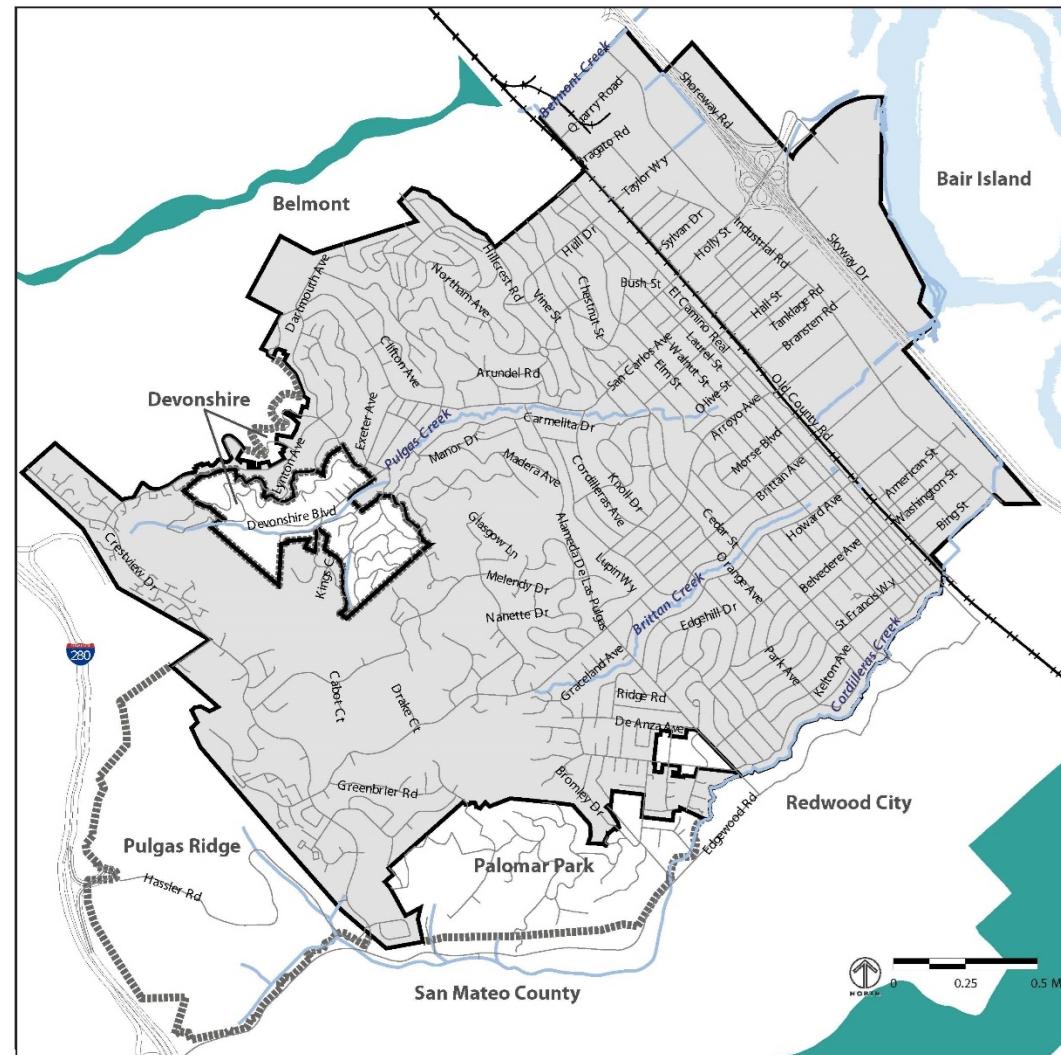 Belmont Creek
Quarry Road
Shoreway Rd
Bragato Rd
Taylor W y
Bair Island
Belmont
Hull Dr
Sylvan Dr
Holly St
Industrial Rd
Skyway Dr
Dartmouth Ave
Northam Ave
Hillcrest Rd
Vine St
Chestnut St
Bush St
El Camino Real
Hall St
Tanklage Rd
Bransten Rd
Clifton Ave
Arundel Rd
San Carlos Ave
Laurel St
Walnut St
Elm St
Olive St
Old County Rd
Devonshire
Exeter Ave
Pulgas Creek
Carmelita Dr
Arroyo Ave
Manor Dr
Madera Ave
Cordilleras Ave
Knoll Dr
Morse Blvd
Brittan Ave
American St
Washington St
Bing St
Lynton Ave
Devonshire Blvd
Glasgow Ln
Alameda De Las Pulgas
Cedar St
Howard Ave
Crestview Dr
Kings C
Melendy Dr
Lupin W y
Orange Ave
Belvedere Ave
Nanette Dr
Brittan Creek
Edgehill Dr
St Francis W y
280
Graceland Ave
Park Ave
Kelton Ave
Cordilleras Creek
Cabot Ct
Drake Ct
Ridge Rd
De Anza Ave
Greenbrier Rd
Bromley Dr
Edgewood Rd
Redwood City
Pulgas Ridge
Hassler Rd
Palomar Park
San Mateo County
NORTH
0 0.25 0.5 M